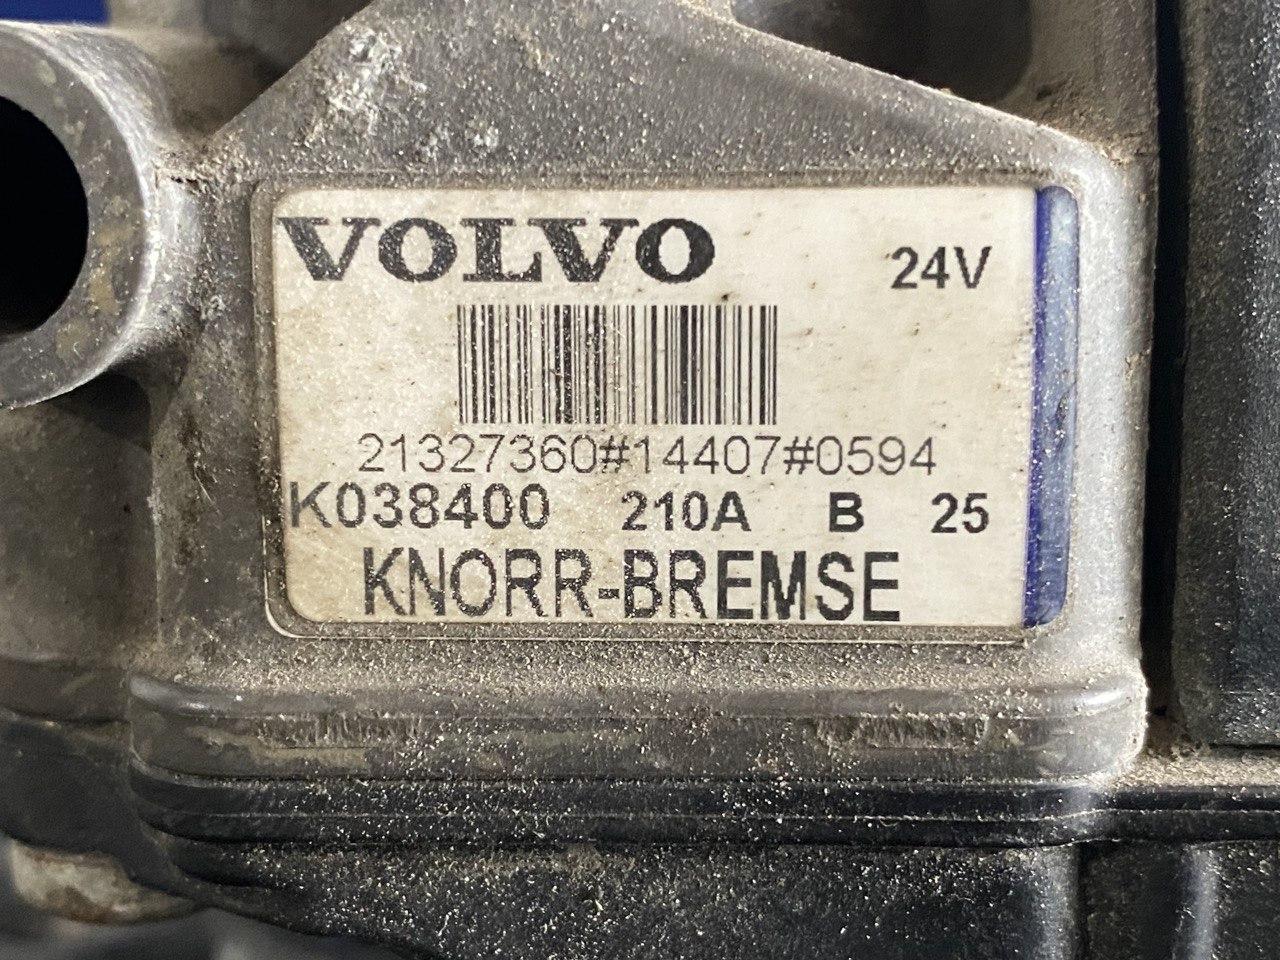 VOLVO 24V
21327360#14407#0594
K038400 210A B 25
KNORR-BREMSE